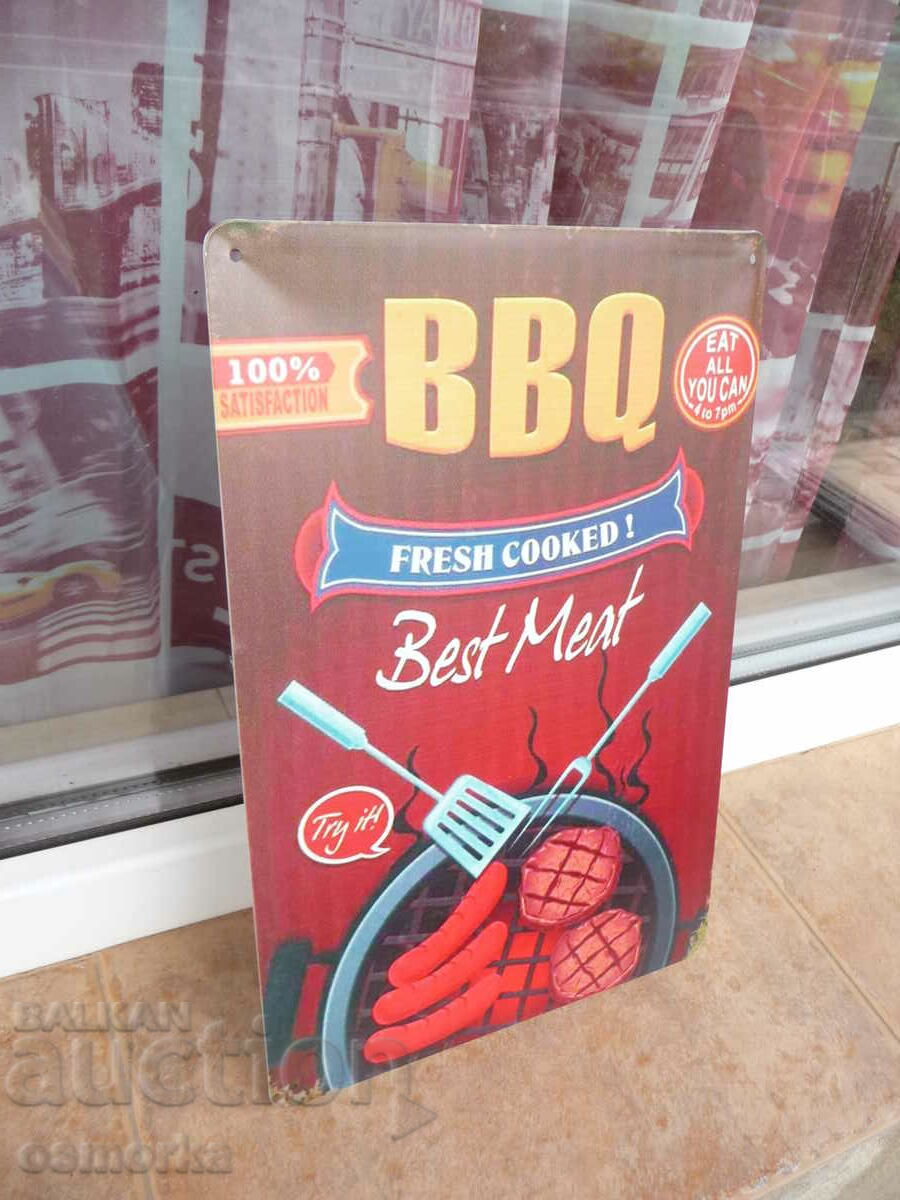 BBQ
100%
SATISFACTION
EAT
ALL
YOU CAN
4 to 7pm
FRESH COOKED !
Best Meat
Try it!
BALKAN
auction
osmorka